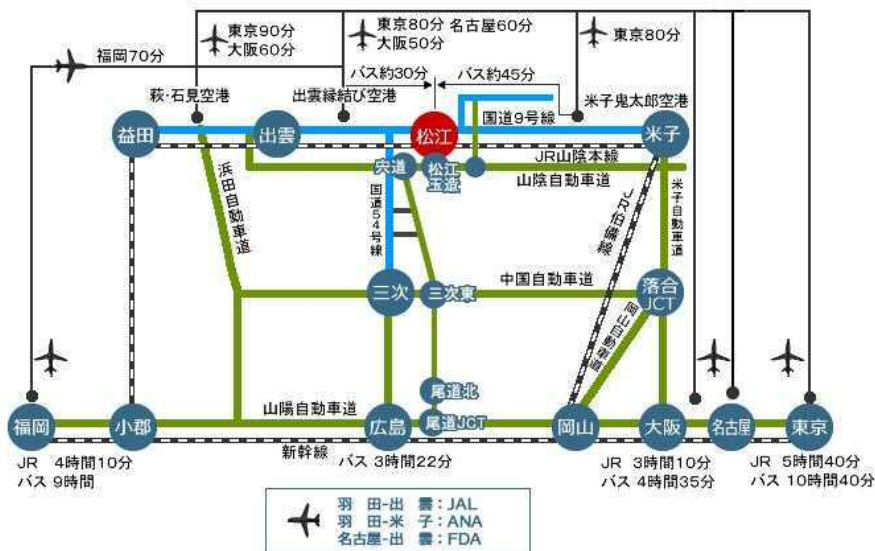 東京90分
大阪60分
東京80分 名古屋60分
大阪50分
東京80分
福岡70分
バス約30分
バス約45分
萩・石見空港
出雲縁結び空港
米子鬼太郎空港
国道9号線
益田
出雲
松江
米子
JR山陰本線
宍道
松江
玉造
山陰自動車道
浜田自動車道
国道54号線
JR伯備線
米子自動車道
三次
三次東
中国自動車道
落合
JCT
岡山自動車道
尾道北
山陽自動車道
福岡
小郡
広島
尾道JCT
岡山
大阪
名古屋
東京
新幹線
JR 4時間10分
バス 9時間
バス 3時間22分
JR 3時間10分
バス 4時間35分
JR 5時間40分
バス 10時間40分
羽 田-出 雲:JAL
羽 田-米 子:ANA
名古屋-出 雲:FDA